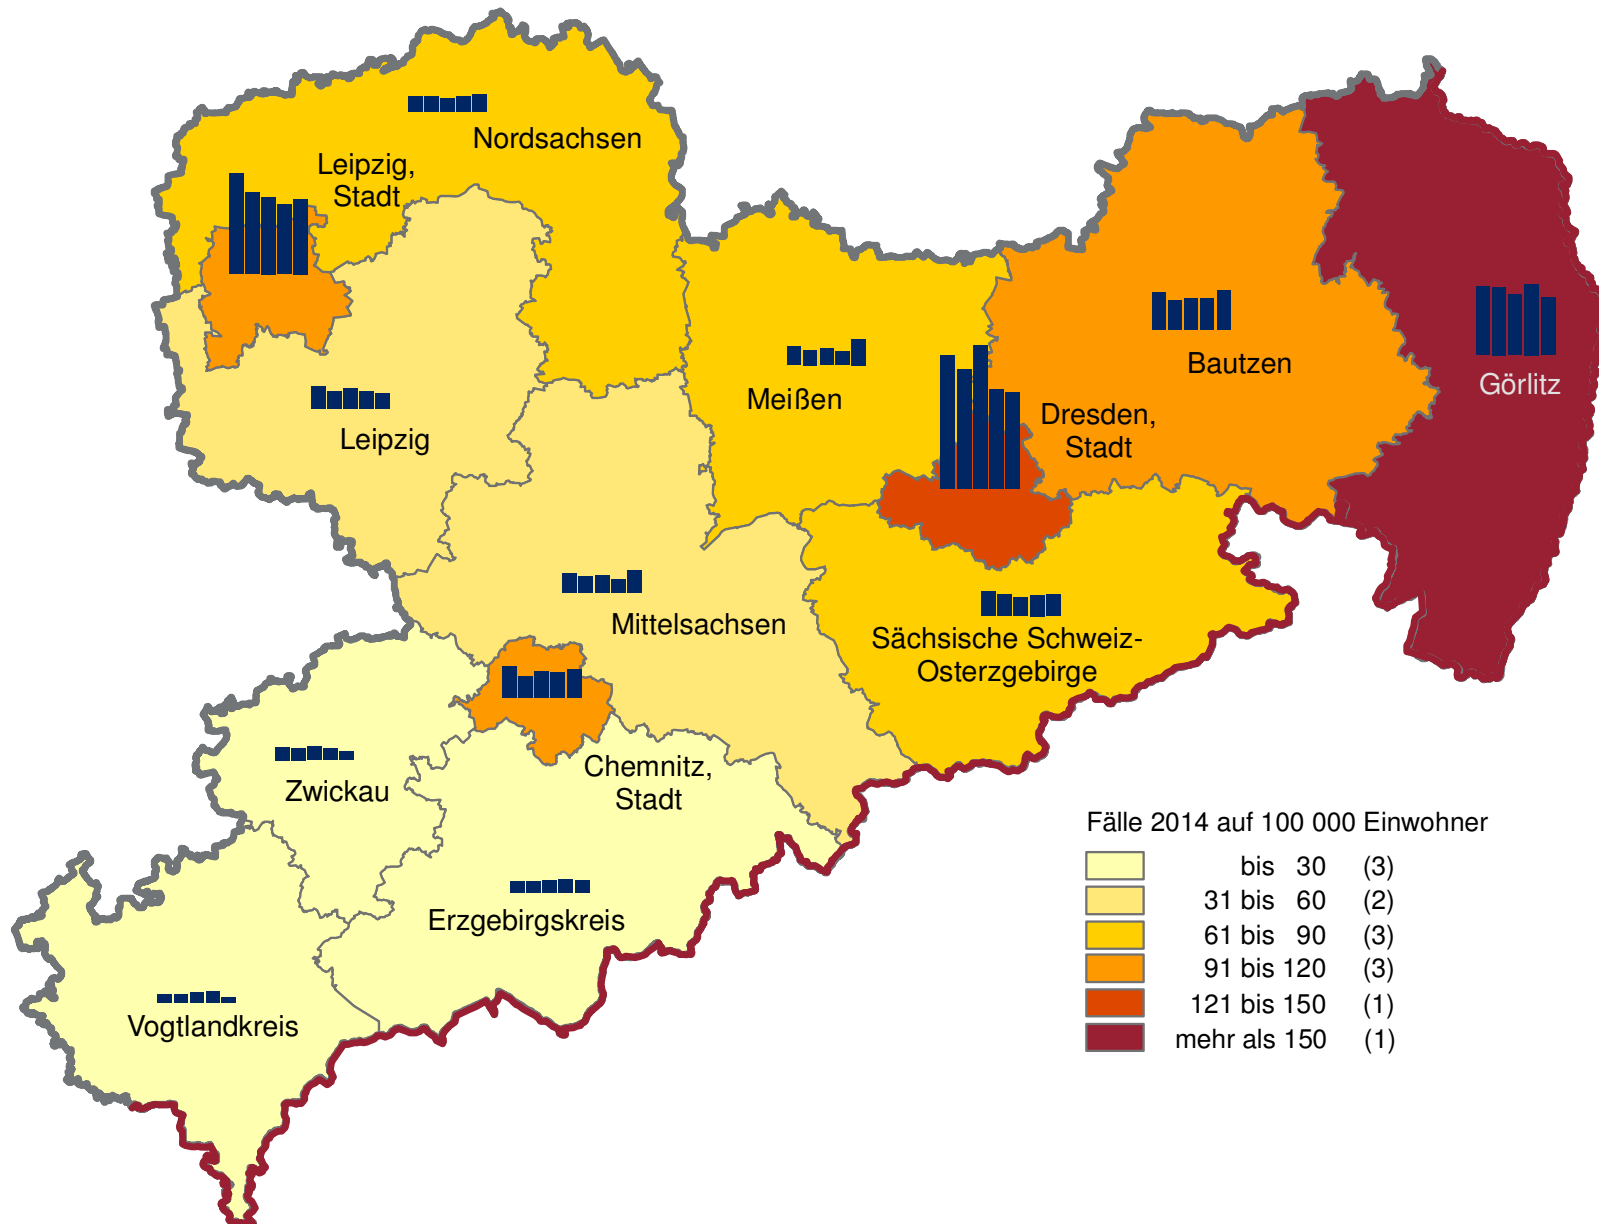 Nordsachsen
Leipzig,
Stadt
Leipzig
Meißen
Dresden,
Stadt
Bautzen
Görlitz
Mittelsachsen
Sächsische Schweiz-
Osterzgebirge
Chemnitz,
Stadt
Zwickau
Erzgebirgskreis
Vogtlandkreis
Fälle 2014 auf 100 000 Einwohner
bis 30 (3)
31 bis 60 (2)
61 bis 90 (3)
91 bis 120 (3)
121 bis 150 (1)
mehr als 150 (1)